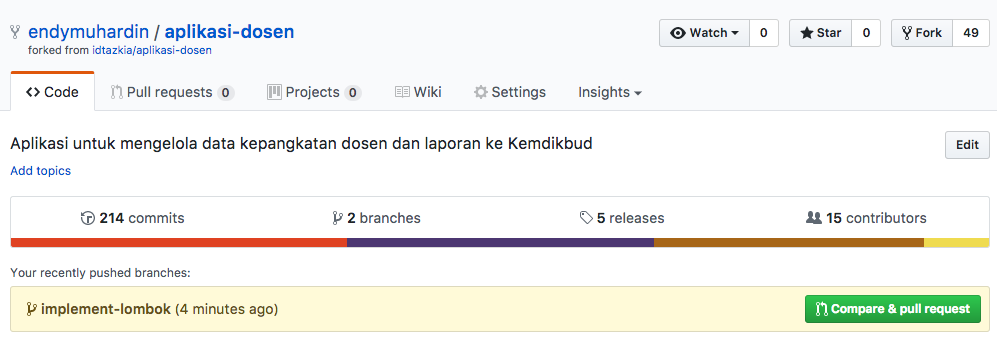 endymuhardin / aplikasi-dosen
forked from idtazkia/aplikasi-dosen
Watch 0 Star 0 Fork 49
Code Pull requests 0 Projects 0 Wiki Settings Insights
Aplikasi untuk mengelola data kepangkatan dosen dan laporan ke Kemdikbud
Edit
Add topics
214 commits 2 branches 5 releases 15 contributors
Your recently pushed branches:
implement-lombok (4 minutes ago) Compare & pull request